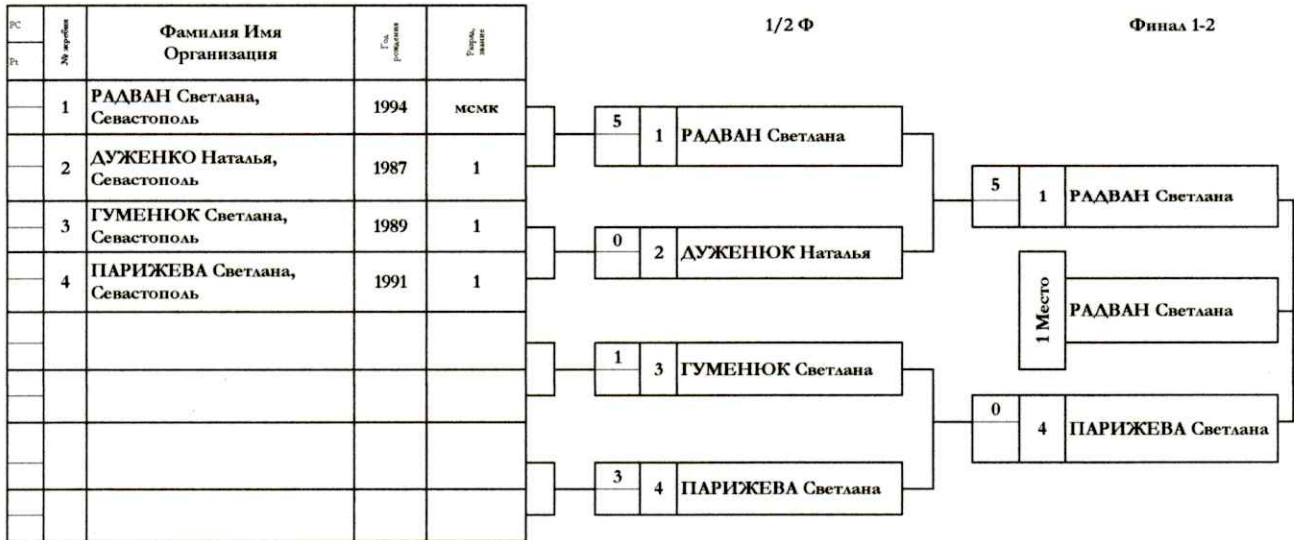 PC
Pt
№ жребия
Фамилия Имя
Организация
Год
рождения
Разряд,
звание
1/2 Ф
Финал 1-2
1
РАДВАН Светлана,
Севастополь
1994
мсмк
2
ДУЖЕНКО Наталья,
Севастополь
1987
1
3
ГУМЕНЮК Светлана,
Севастополь
1989
1
4
ПАРИЖЕВА Светлана,
Севастополь
1991
1
5
1
РАДВАН Светлана
0
2
ДУЖЕНЮК Наталья
1
3
ГУМЕНЮК Светлана
3
4
ПАРИЖЕВА Светлана
5
1
РАДВАН Светлана
1 Место
РАДВАН Светлана
0
4
ПАРИЖЕВА Светлана